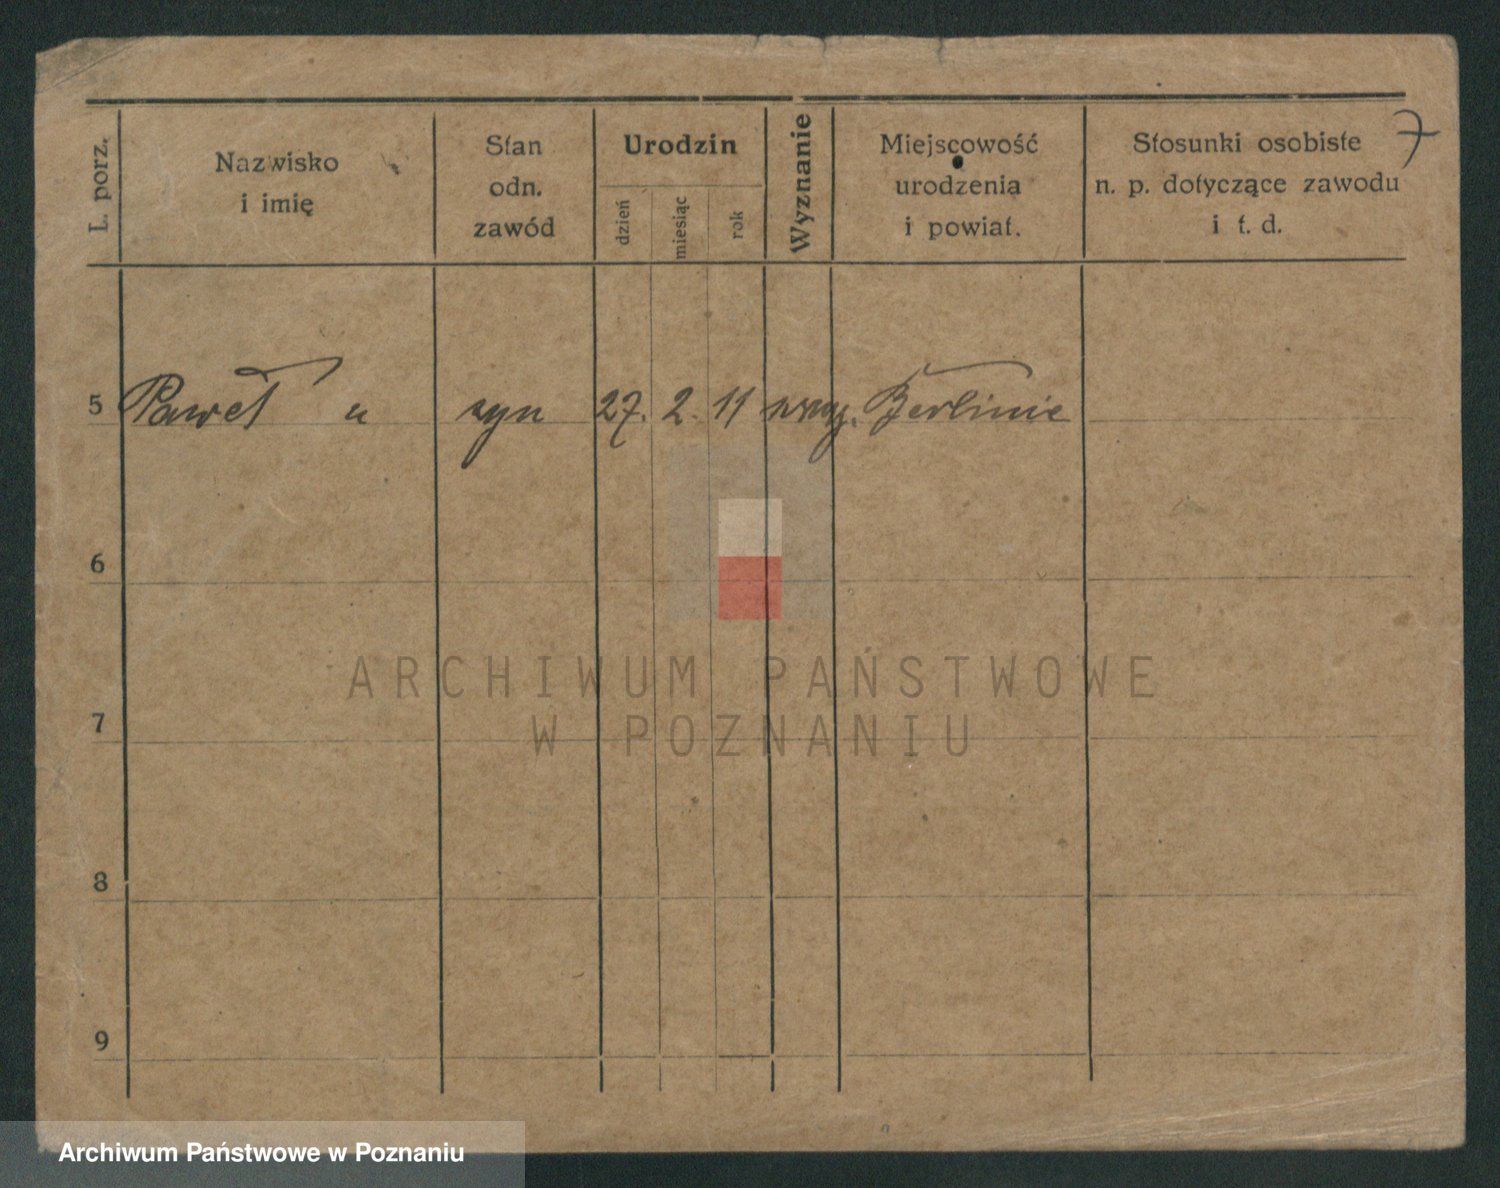 7
L. porz.
Nazwisko
i imię
Stan
odn.
zawód
Urodzin
dzień
miesiąc
rok
Wyznanie
Miejscowość
urodzenia
i powiat.
Stosunki osobiste
n. p. dotyczące zawodu
i t. d.
5 Paweł u syn 27. 2. 11 Berlinie
6
7
8
9
ARCHIWUM PAŃSTWOWE
W POZNANIU
Archiwum Państwowe w Poznaniu